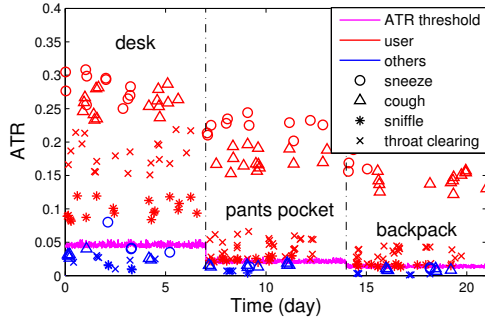 0.4
0.35
0.3
0.25
0.2
0.15
0.1
0.05
0
ATR
desk
pants pocket
backpack
ATR threshold
user
others
sneeze
cough
sniffle
throat clearing
0 5 10 15 20
Time (day)